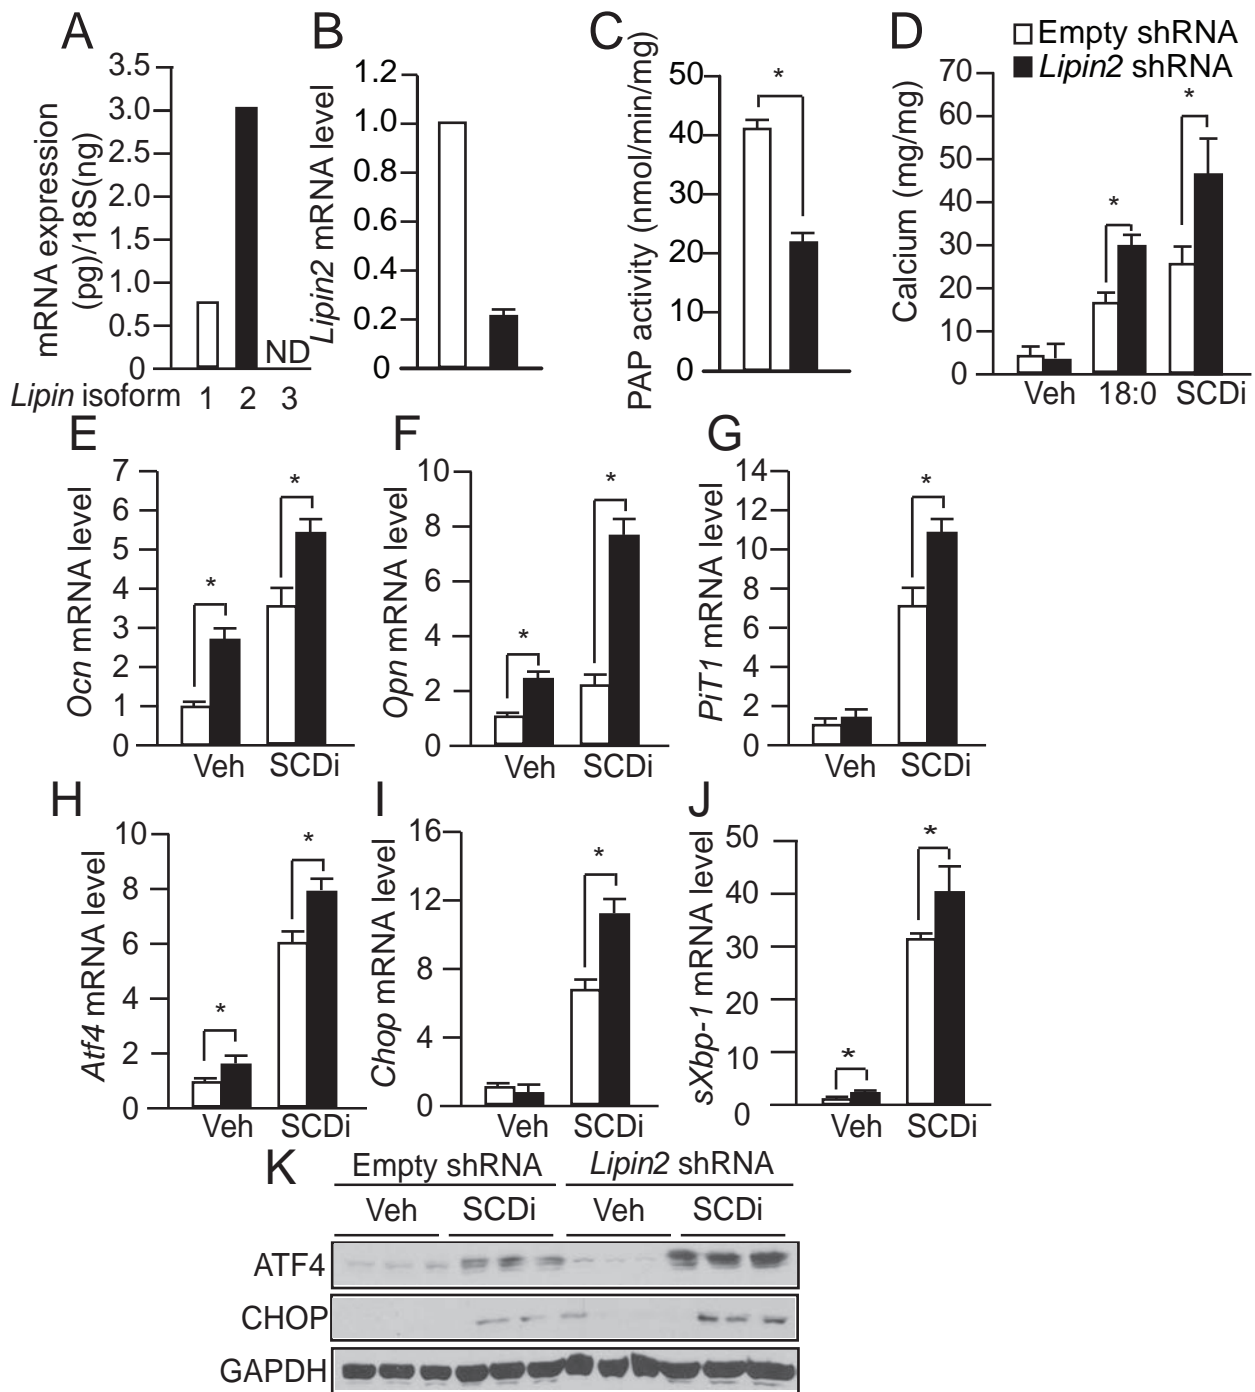 A
mRNA expression
(pg)/18S(ng)
3.5
3.0
2.5
2.0
1.5
1.0
0.5
0
ND
Lipin isoform 1 2 3
B
Lipin2 mRNA level
1.2
1.0
0.8
0.6
0.4
0.2
0
C
PAP activity (nmol/min/mg)
50
40
30
20
10
0
*
D
Empty shRNA
Lipin2 shRNA
Calcium (mg/mg)
70
60
50
40
30
20
10
0
*
*
Veh 18:0 SCDi
E
Ocn mRNA level
7
6
5
4
3
2
1
0
*
*
Veh SCDi
F
Opn mRNA level
10
8
6
4
2
0
*
*
Veh SCDi
G
PiT1 mRNA level
14
12
10
8
6
4
2
0
*
Veh SCDi
H
Atf4 mRNA level
10
8
6
4
2
0
*
*
Veh SCDi
I
Chop mRNA level
16
12
8
4
0
*
Veh SCDi
J
sXbp-1 mRNA level
50
40
30
20
10
0
*
*
Veh SCDi
K
Empty shRNA Lipin2 shRNA
Veh SCDi Veh SCDi
ATF4
CHOP
GAPDH